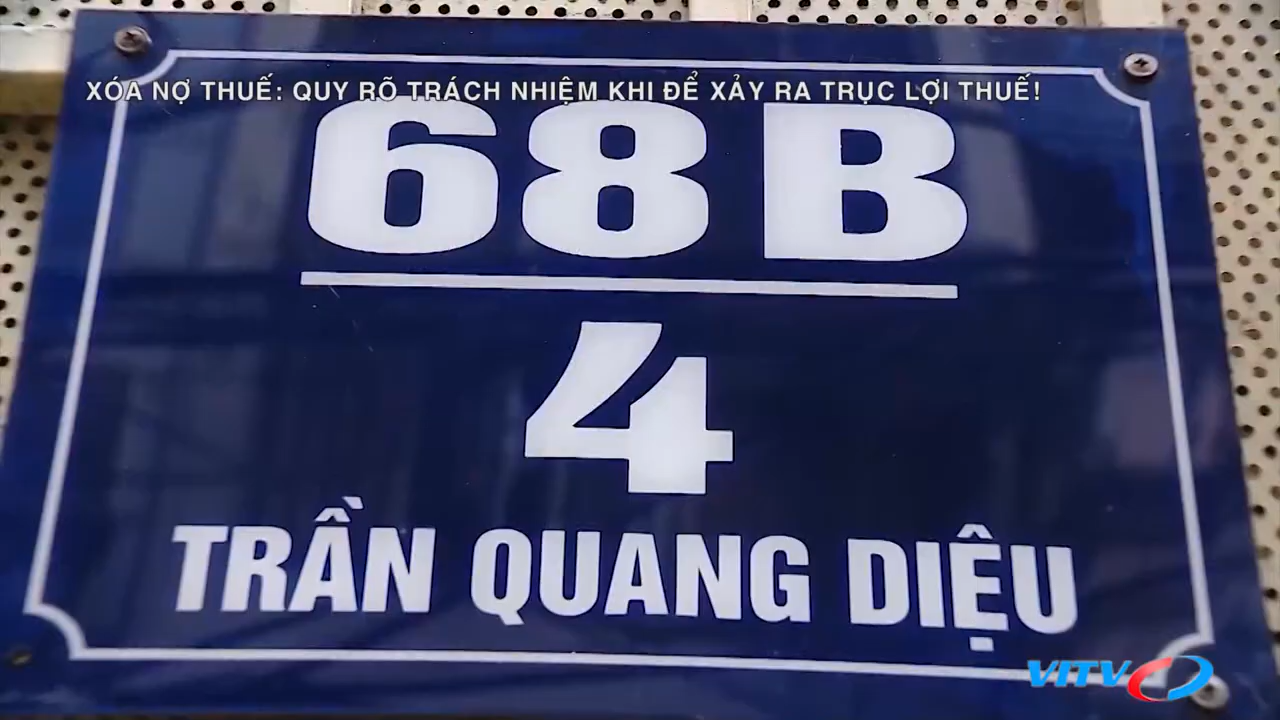 XÓA NỢ THUẾ: QUY RÕ TRÁCH NHIỆM KHI ĐỂ XẢY RA TRỤC LỢI THUẾ!
68B
4
TRẦN QUANG DIỆU
VITV